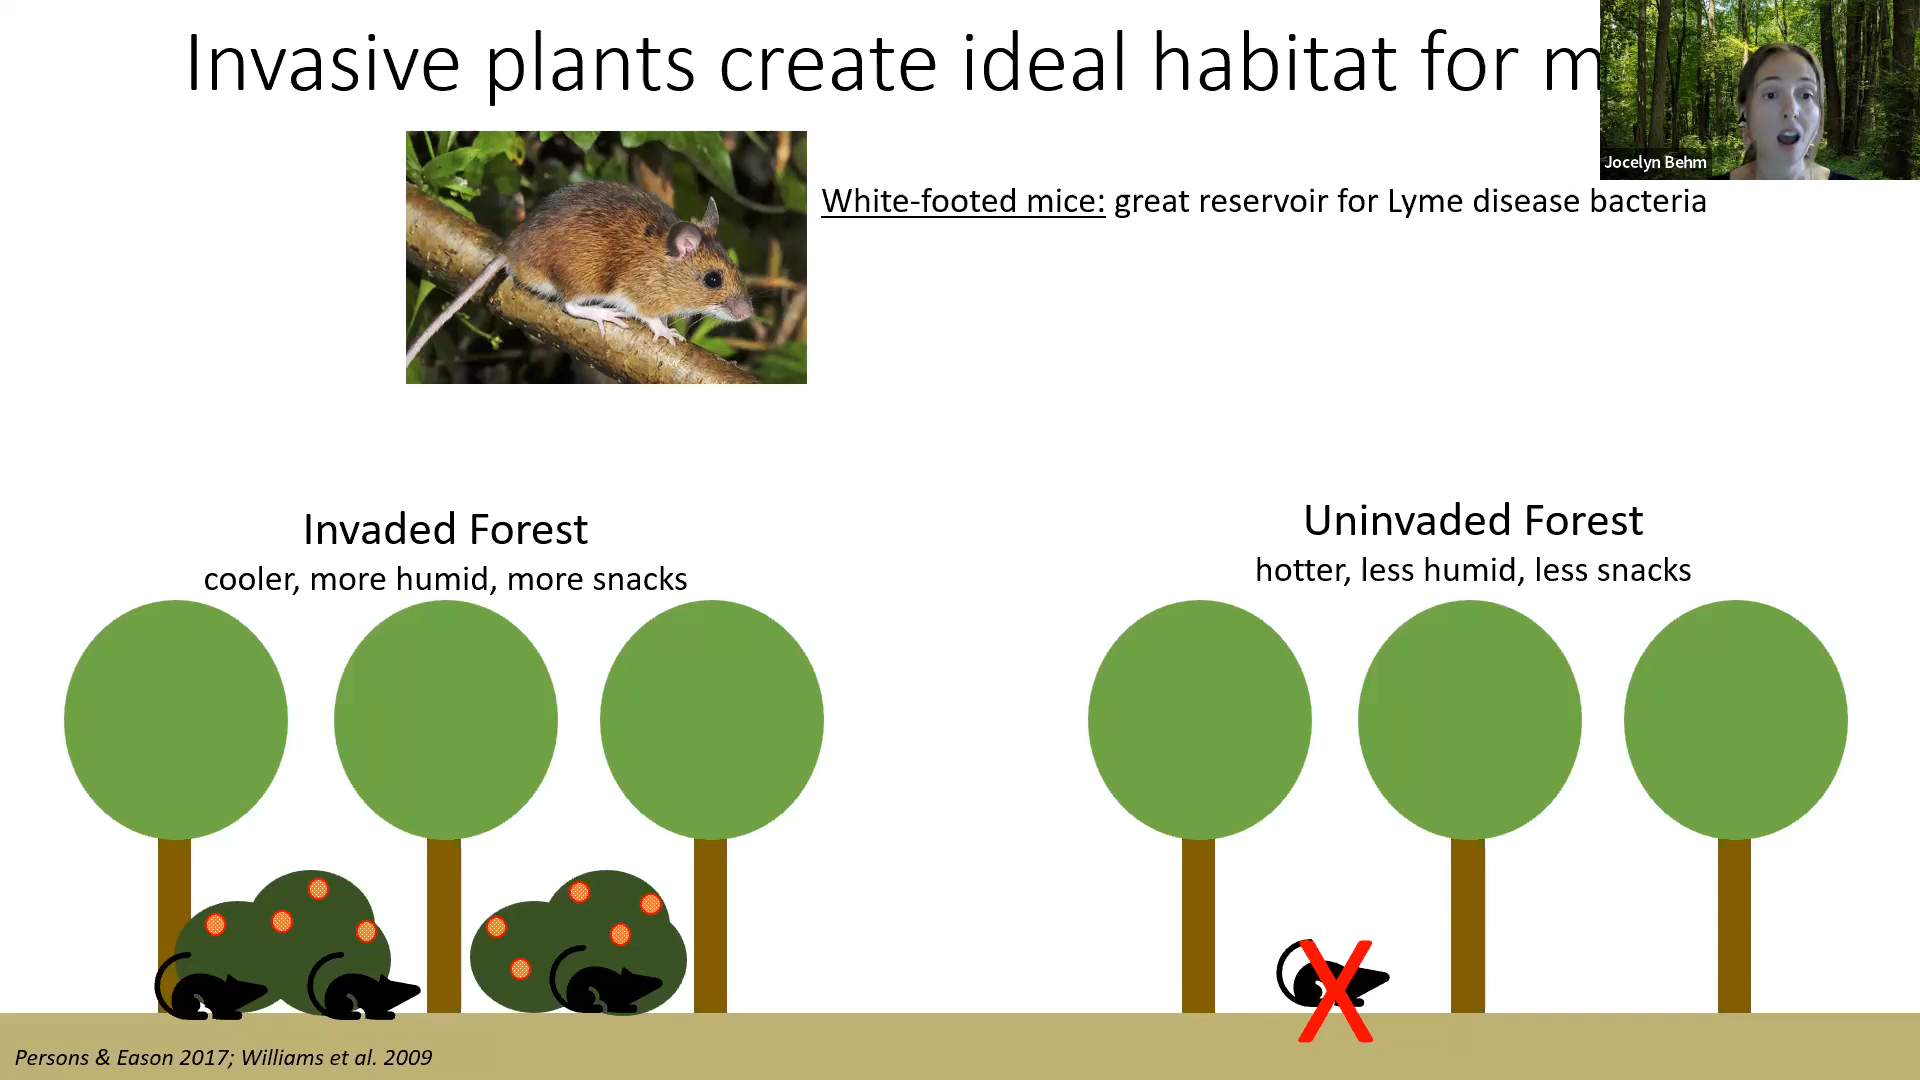 Invasive plants create ideal habitat for
Jocelyn Behm
White-footed mice: great reservoir for Lyme disease bacteria
Invaded Forest
cooler, more humid, more snacks
Uninvaded Forest
hotter, less humid, less snacks
X
Persons & Eason 2017; Williams et al. 2009